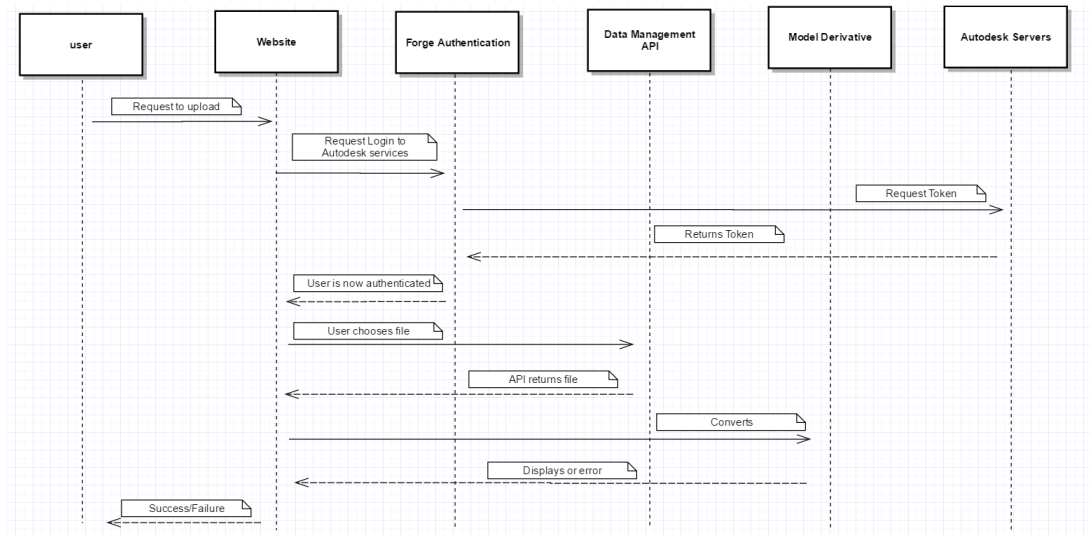 user
Website
Forge Authentication
Data Management
API
Model Derivative
Autodesk Servers
Request to upload
Request Login to
Autodesk services
Request Token
Returns Token
User is now authenticated
User chooses file
API returns file
Converts
Displays or error
Success/Failure